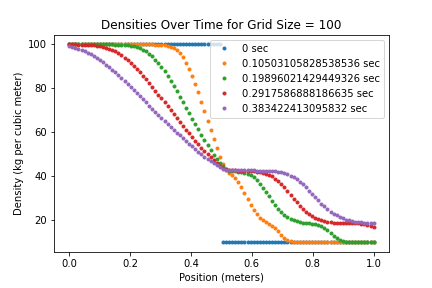 Densities Over Time for Grid Size = 100
Density (kg per cubic meter)
100
80
60
40
20
0 sec
0.10503105828538536 sec
0.19896021429449326 sec
0.2917586888186635 sec
0.383422413095832 sec
0.0 0.2 0.4 0.6 0.8 1.0
Position (meters)